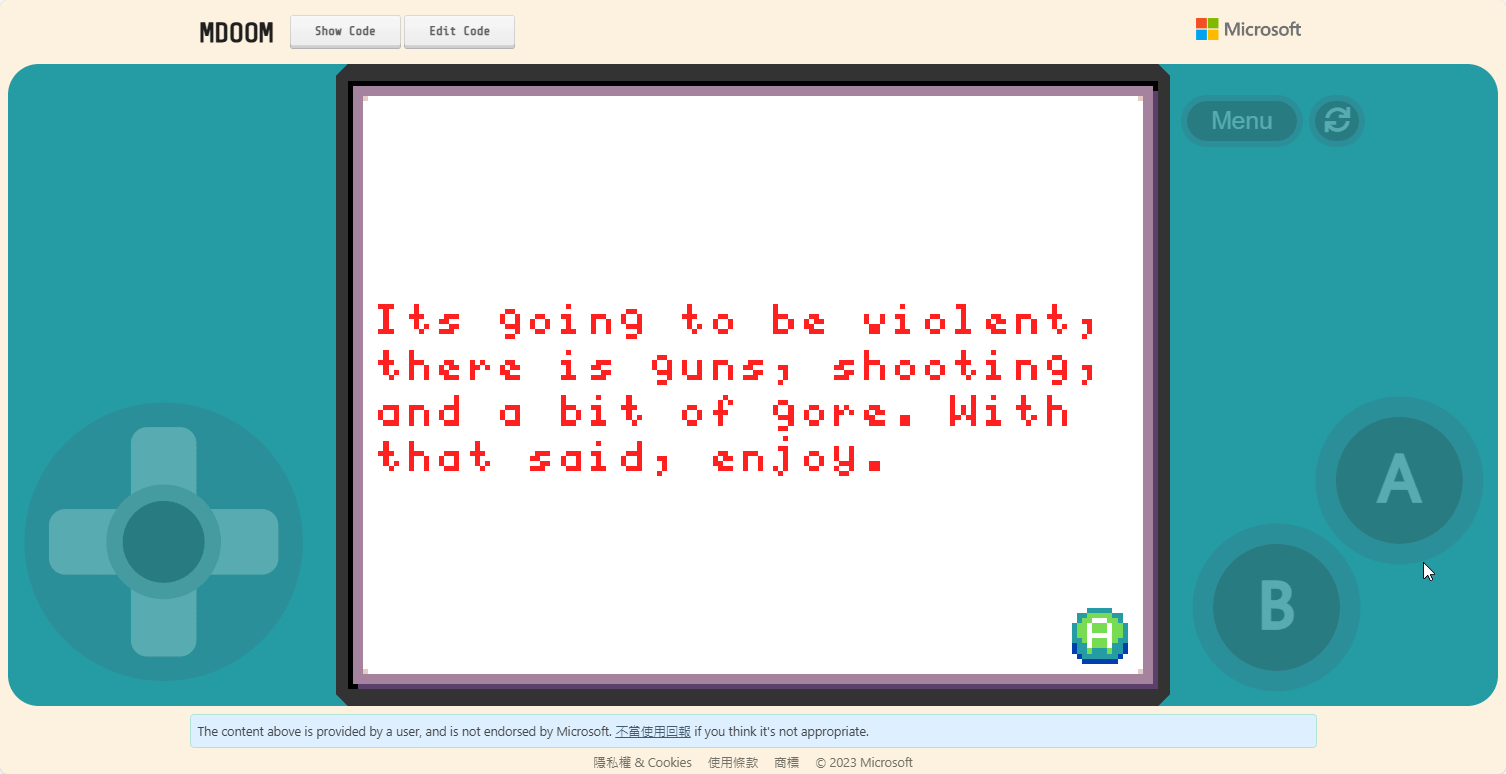 MDOOM
Show Code
Edit Code
Microsoft
Menu
Its going to be violent,
there is guns, shooting,
and a bit of gore. With
that said, enjoy.
A
A
B
The content above is provided by a user, and is not endorsed by Microsoft. 不當使用回報 if you think it's not appropriate.
隱私權 & Cookies 使用條款 商標 © 2023 Microsoft